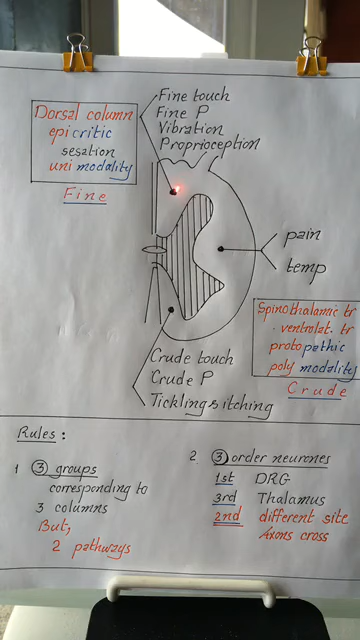 Fine touch
Fine P
Vibration
Proprioception
Dorsal column
epicritic
sesation
uni modality
Fine
pain
temp
Spinothalamic tr
. ventrolat. tr
proto pathic
poly modality
Crude
Crude touch
Crude P
Tickling & itching
Rules :
1 3 groups
corresponding to
3 columns
But,
2 pathways
2. 3 order neurones
1st DRG
3rd Thalamus
2nd different site
Axons cross